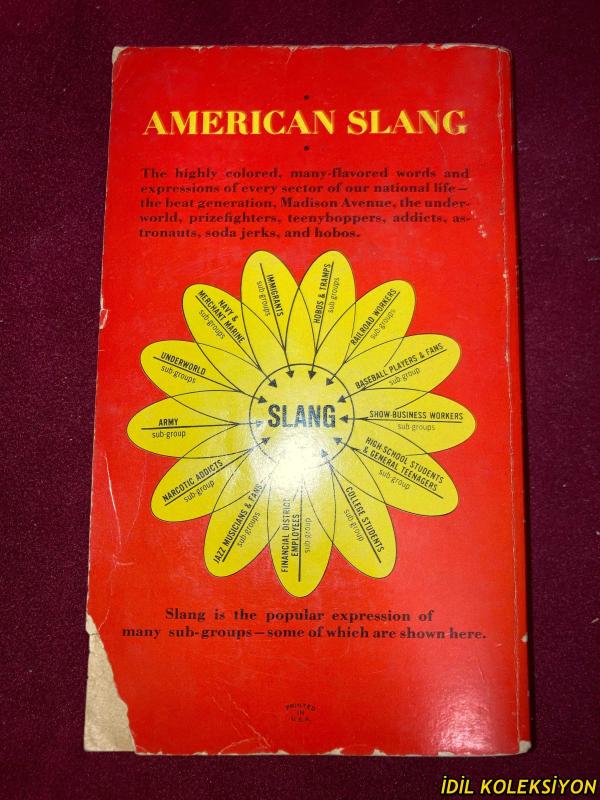 AMERICAN SLANG
The highly colored, many-flavored words and
expressions of every sector of our national life—
the beat generation, Madison Avenue, the under-
world, prizefighters, teenyboppers, addicts, as-
tronauts, soda jerks, and hobos.
IMMIGRANTS
sub-groups
HOBOS & TRAMPS
sub-groups
RAILROAD WORKERS
sub-groups
BASEBALL PLAYERS & FANS
sub-group
SHOW-BUSINESS WORKERS
sub-groups
HIGH-SCHOOL STUDENTS
& GENERAL TEENAGERS
sub-group
COLLEGE STUDENTS
sub-groups
FINANCIAL DISTRICT
EMPLOYEES
sub-group
JAZZ MUSICIANS & FANS
sub-groups
NARCOTIC ADDICTS
sub-group
ARMY
sub-group
UNDERWORLD
sub-groups
NAVY &
MERCHANT MARINE
sub-groups
SLANG
Slang is the popular expression of
many sub-groups—some of which are shown here.
PRINTED
IN
U.S.A.
İDİL KOLEKSİYON